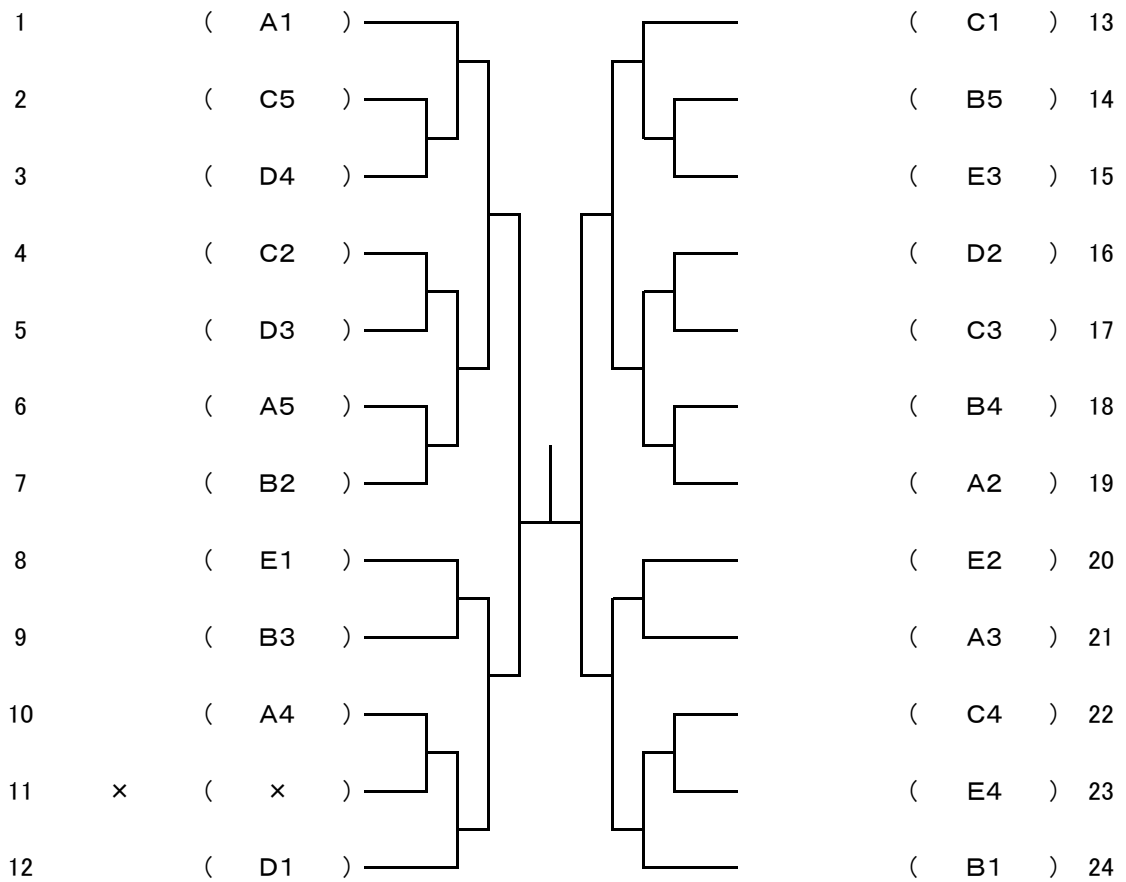 1 ( A1 ) ( C1 ) 13
2 ( C5 ) ( B5 ) 14
3 ( D4 ) ( E3 ) 15
4 ( C2 ) ( D2 ) 16
5 ( D3 ) ( C3 ) 17
6 ( A5 ) ( B4 ) 18
7 ( B2 ) ( A2 ) 19
8 ( E1 ) ( E2 ) 20
9 ( B3 ) ( A3 ) 21
10 ( A4 ) ( C4 ) 22
11 × ( × ) ( E4 ) 23
12 ( D1 ) ( B1 ) 24